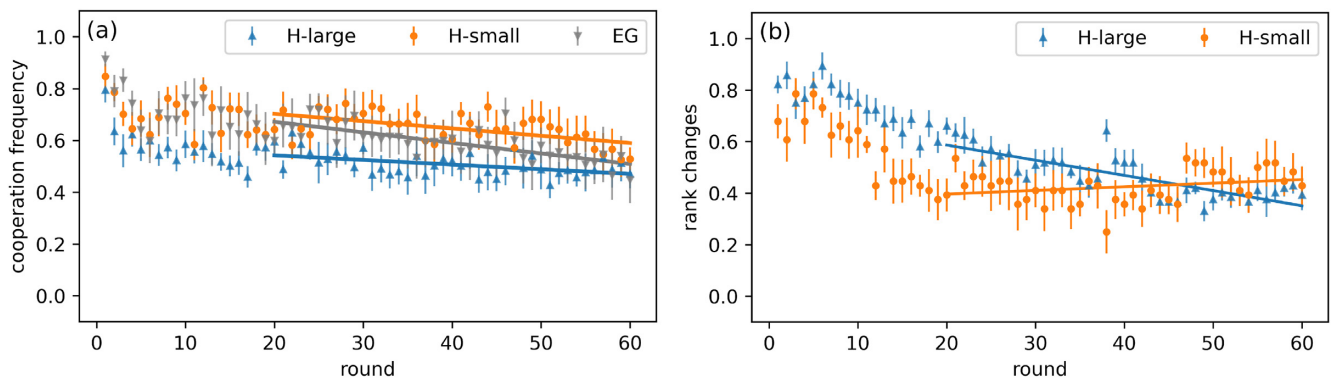 (a)
H-large
H-small
EG
cooperation frequency
1.0
0.8
0.6
0.4
0.2
0.0
0 10 20 30 40 50 60
round
(b)
H-large
H-small
rank changes
1.0
0.8
0.6
0.4
0.2
0.0
0 10 20 30 40 50 60
round